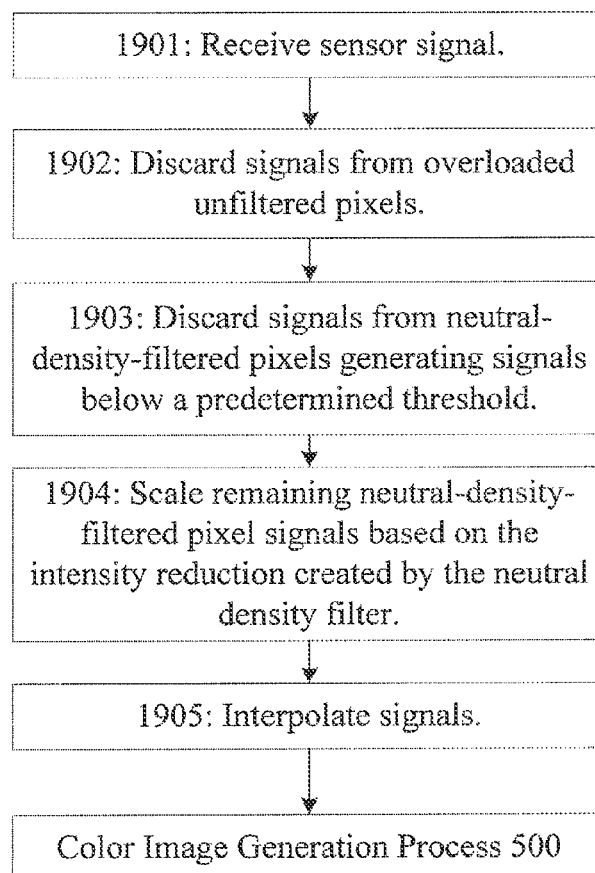 1901: Receive sensor signal.
1902: Discard signals from overloaded
unfiltered pixels.
1903: Discard signals from neutral-
density-filtered pixels generating signals
below a predetermined threshold.
1904: Scale remaining neutral-density-
filtered pixel signals based on the
intensity reduction created by the neutral
density filter.
1905: Interpolate signals.
Color Image Generation Process 500